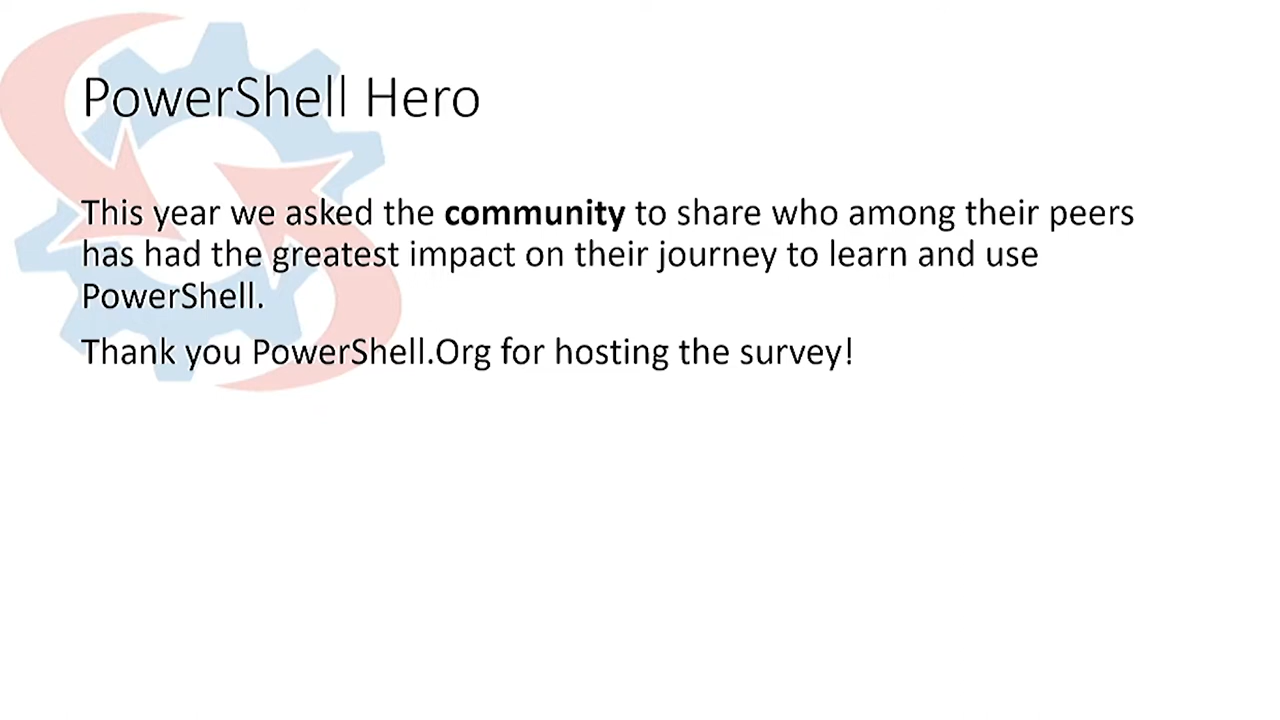 PowerShell Hero
This year we asked the community to share who among their peers
has had the greatest impact on their journey to learn and use
PowerShell.
Thank you PowerShell.Org for hosting the survey!